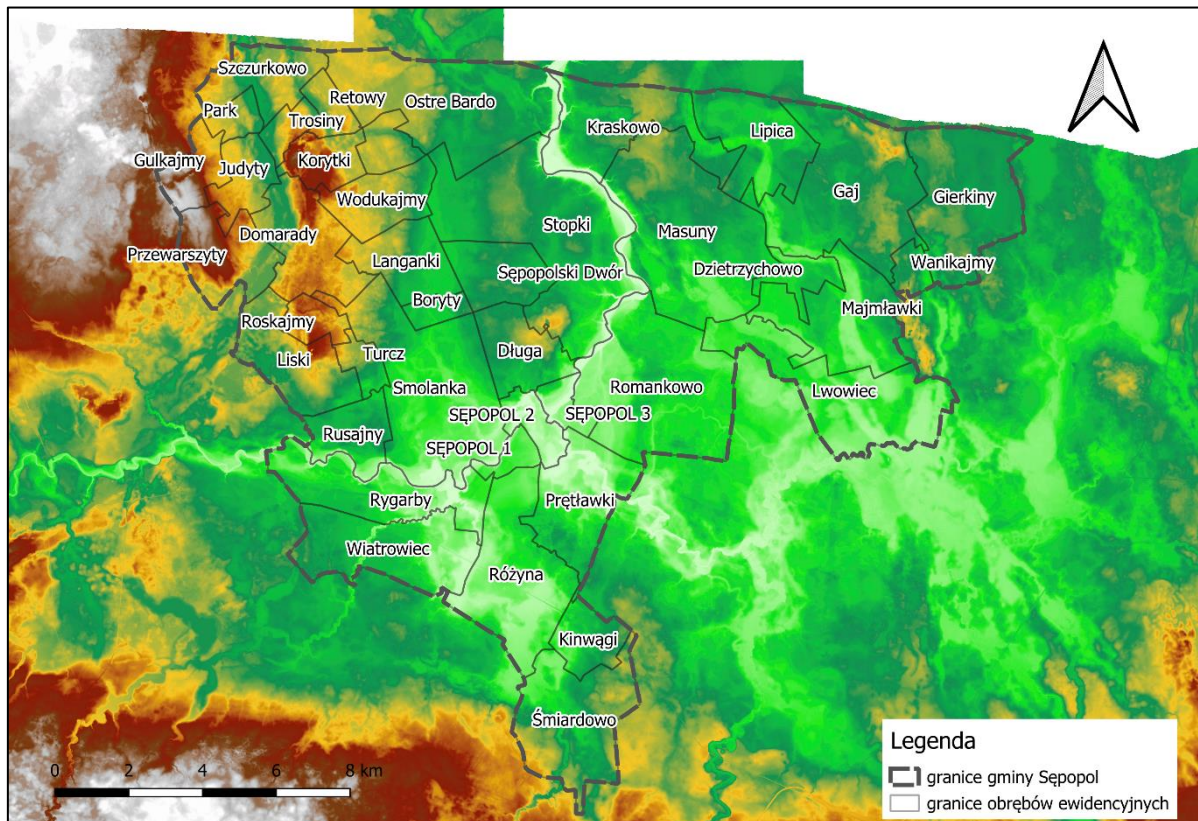 Szczurkowo
Retowy
Ostre Bardo
Park
Trosiny
Kraskowo
Lipica
Gulkajmy
Judyty
Korytki
Wodukajmy
Gaj
Gierkiny
Stopki
Masuny
Domarady
Przewarszyty
Langanki
Sępopolski Dwór
Dzietrzychowo
Wanikajmy
Boryty
Majmławki
Roskajmy
Liski
Turcz
Długa
Smolanka
Romankowo
Lwowiec
SĘPOPOL 2
SĘPOPOL 3
Rusajny
SĘPOPOL 1
Rygarby
Prętławki
Wiatrowiec
Różyna
Kinwągi
Śmiardowo
0 2 4 6 8 km
Legenda
granice gminy Sępopol
granice obrębów ewidencyjnych